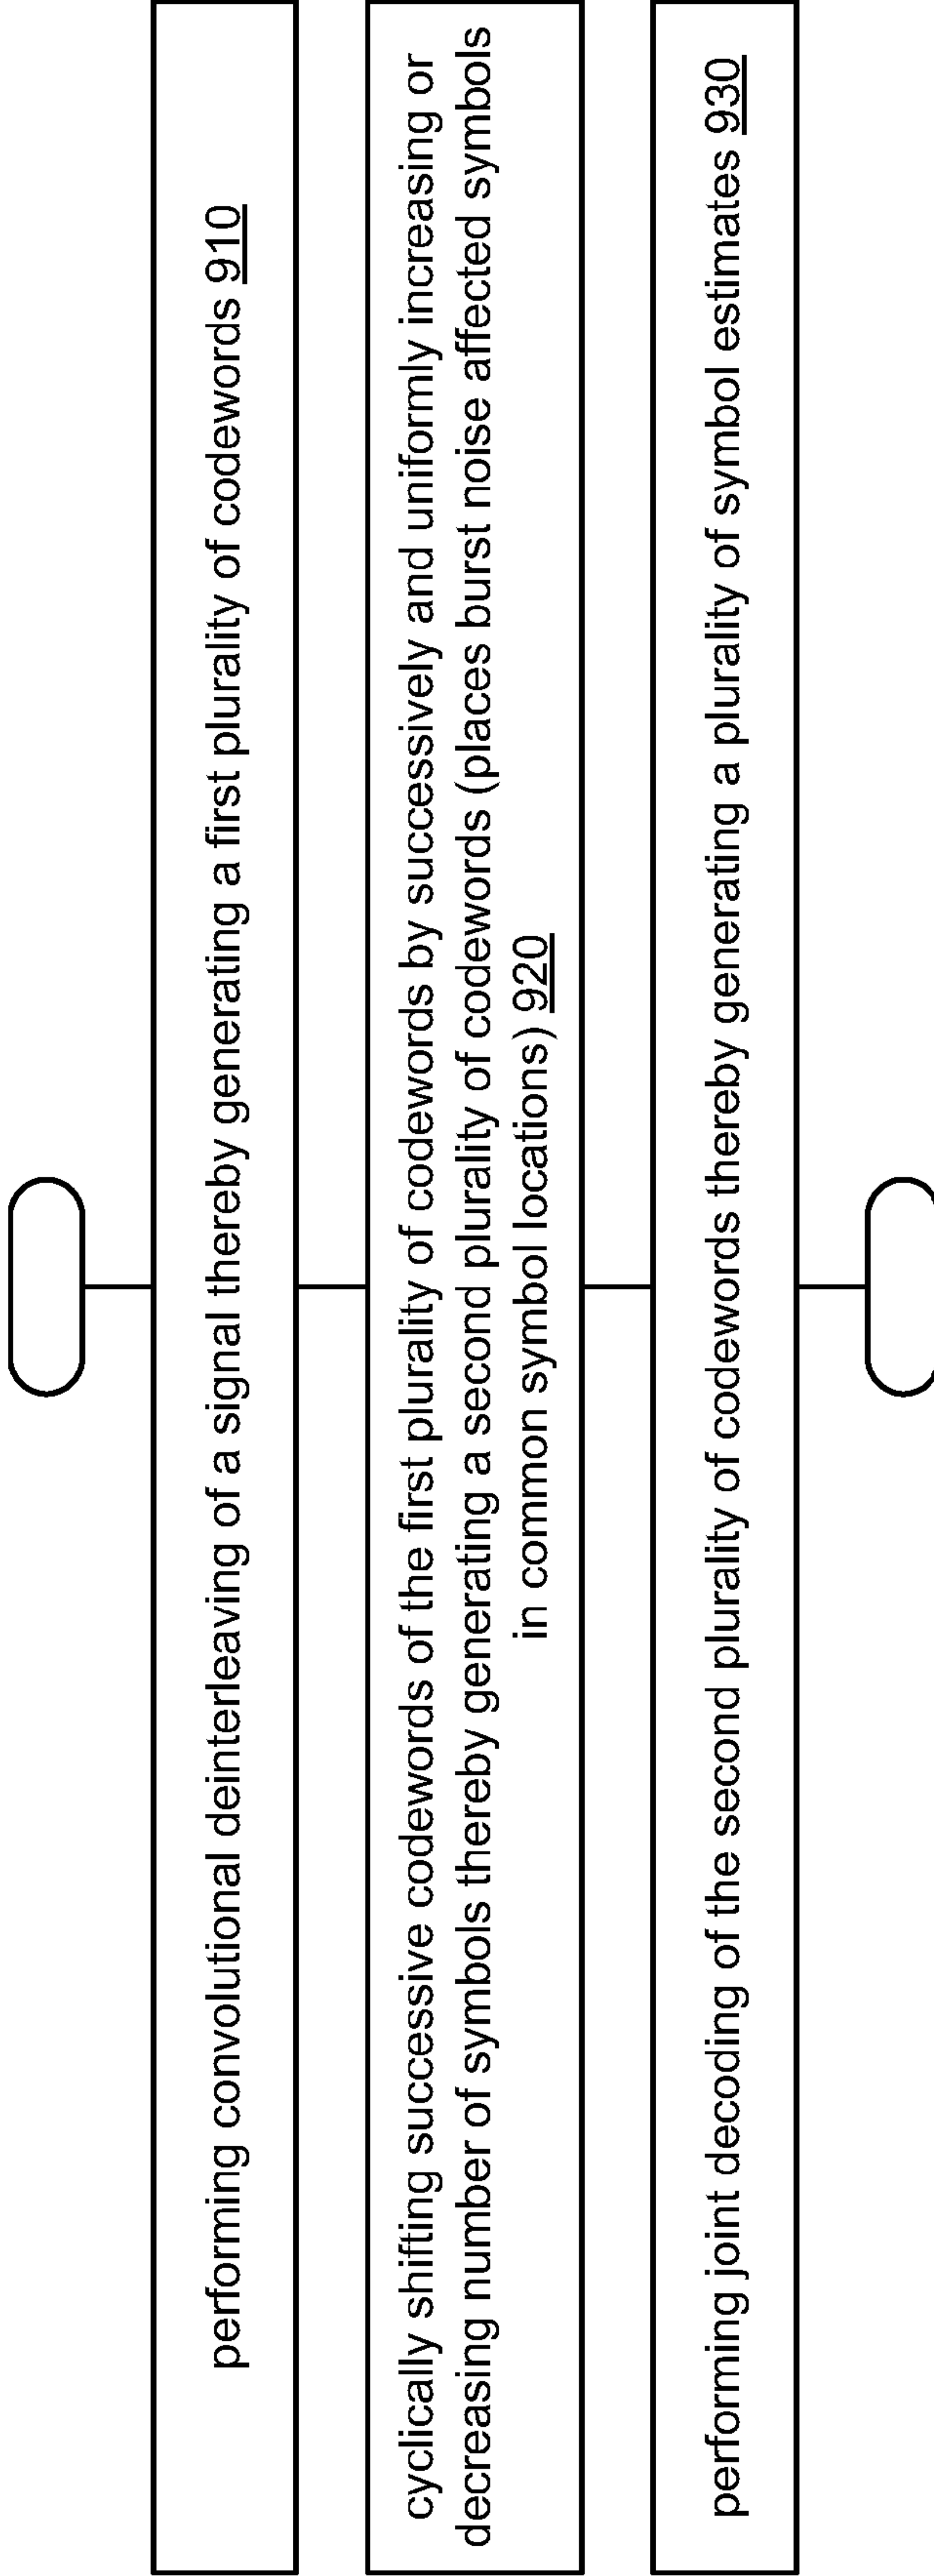 performing convolutional deinterleaving of a signal thereby generating a first plurality of codewords 910
cyclically shifting successive codewords of the first plurality of codewords by successively and uniformly increasing or
decreasing number of symbols thereby generating a second plurality of codewords (places burst noise affected symbols
in common symbol locations) 920
performing joint decoding of the second plurality of codewords thereby generating a plurality of symbol estimates 930